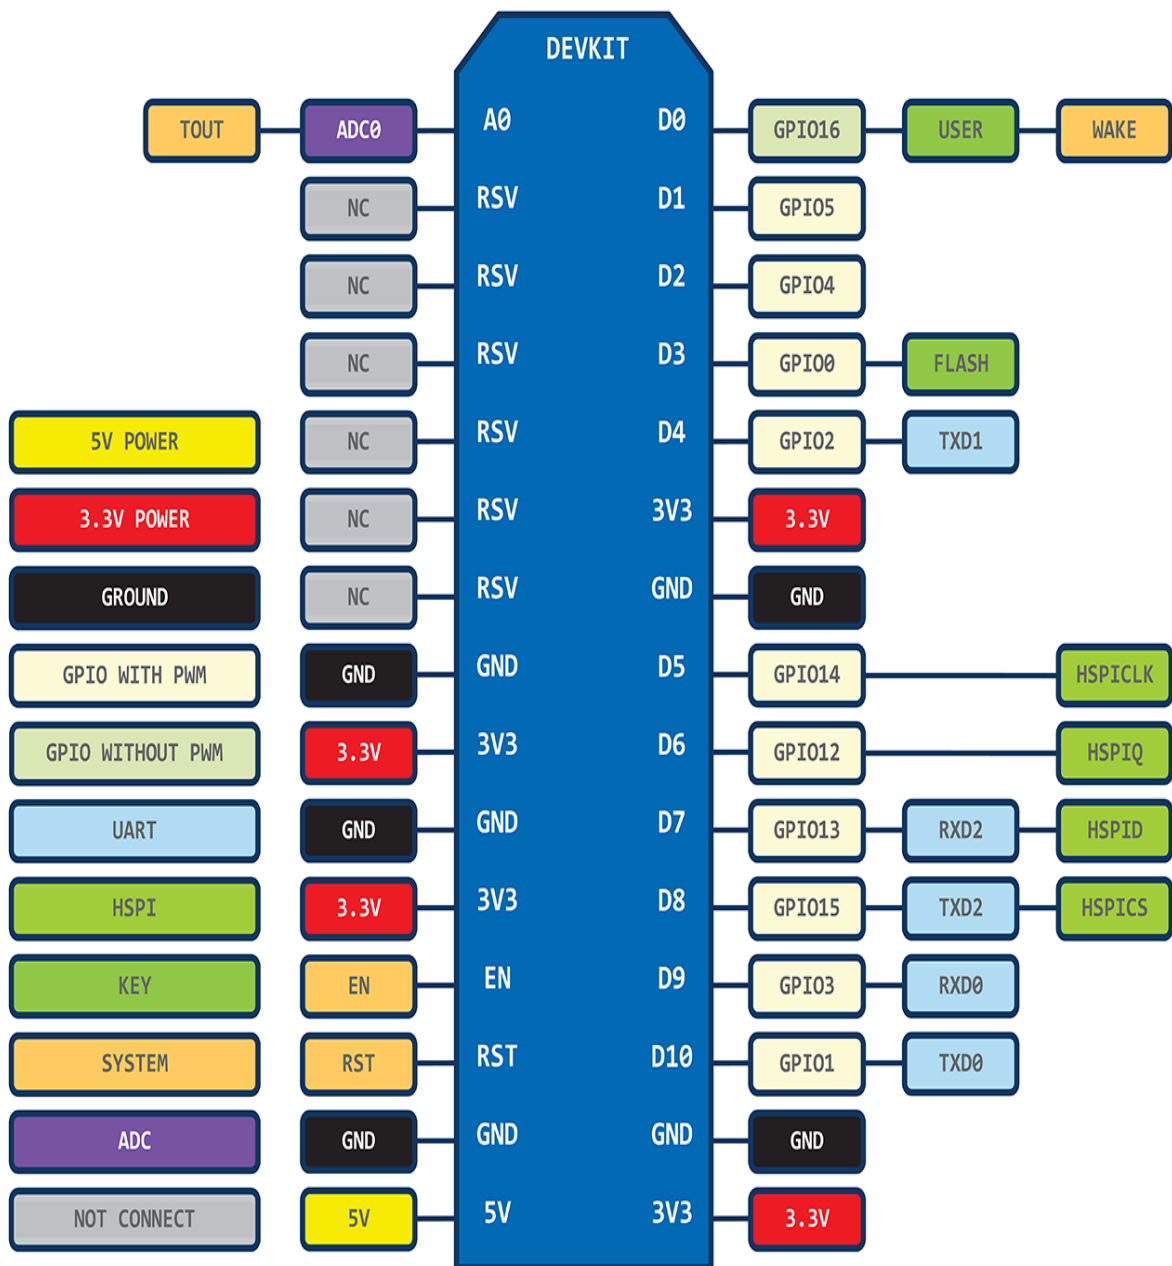 DEVKIT
TOUT ADC0 A0 D0 GPIO16 USER WAKE
NC RSV D1 GPIO5
NC RSV D2 GPIO4
NC RSV D3 GPIO0 FLASH
5V POWER NC RSV D4 GPIO2 TXD1
3.3V POWER NC RSV 3V3 3.3V
GROUND NC RSV GND GND
GPIO WITH PWM GND GND D5 GPIO14 HSPICLK
GPIO WITHOUT PWM 3.3V 3V3 D6 GPIO12 HSPIQ
UART GND GND D7 GPIO13 RXD2 HSPID
HSPI 3.3V 3V3 D8 GPIO15 TXD2 HSPICS
KEY EN EN D9 GPIO3 RXD0
SYSTEM RST RST D10 GPIO1 TXD0
ADC GND GND GND GND
NOT CONNECT 5V 5V 3V3 3.3V